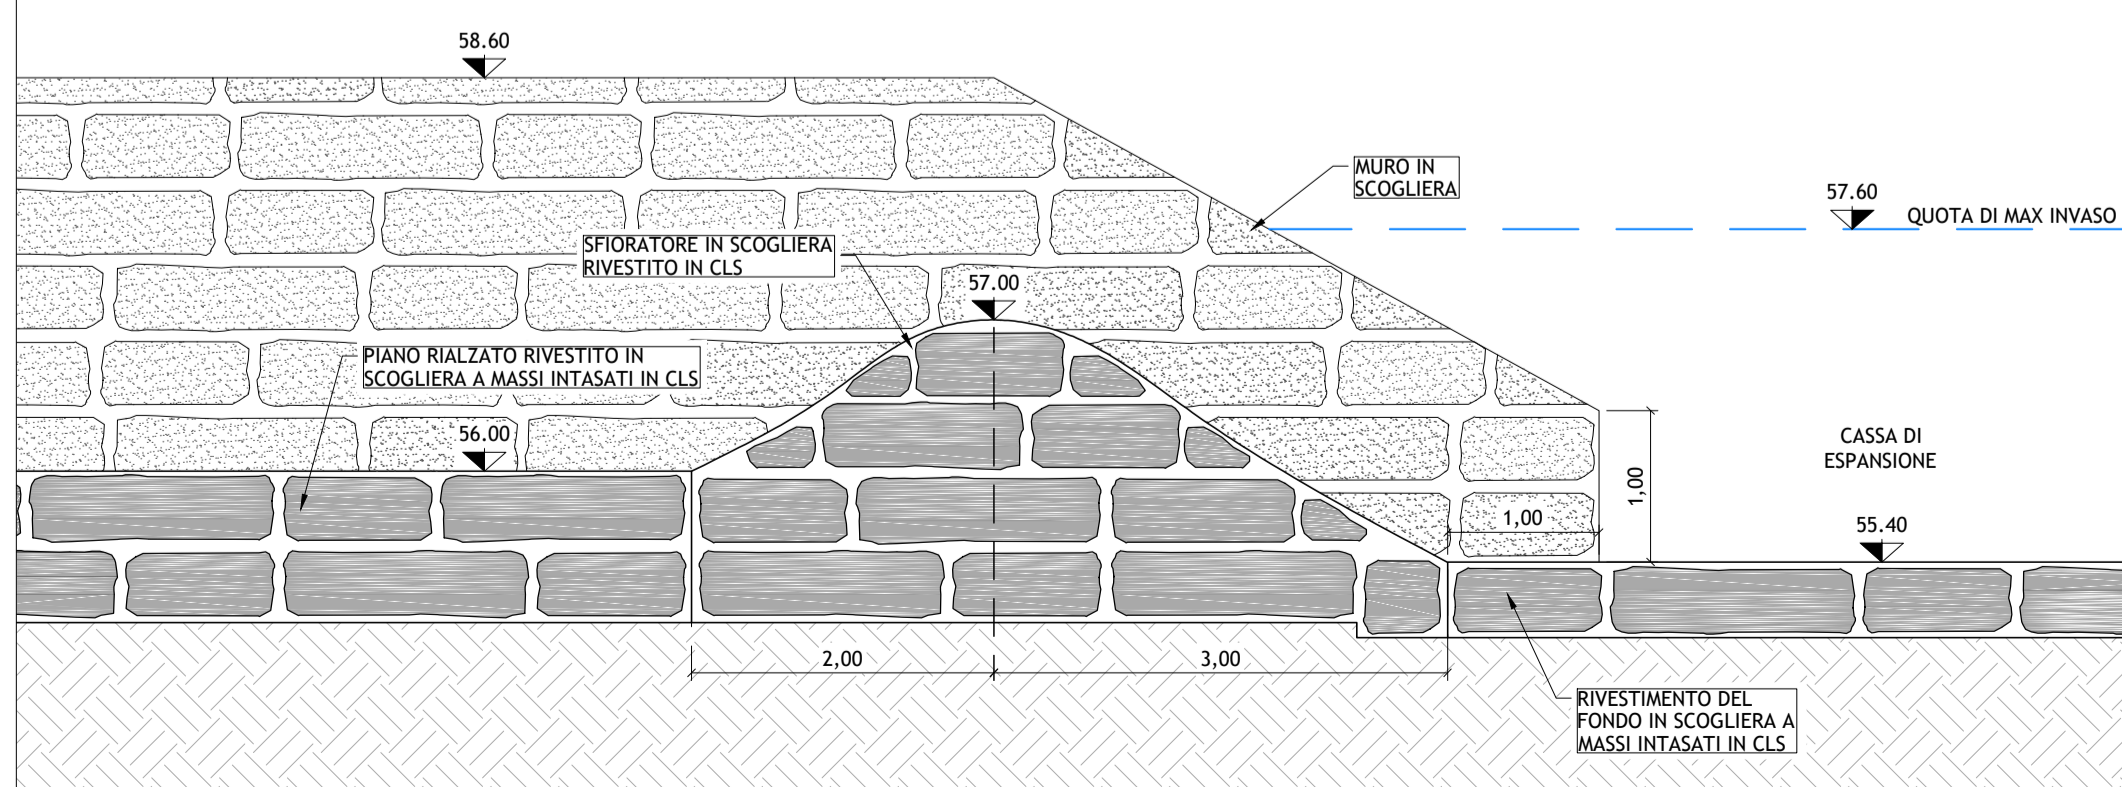 58.60
MURO IN
SCOGLIERA
57.60
QUOTA DI MAX INVASO
SFIORATORE IN SCOGLIERA
RIVESTITO IN CLS
57.00
PIANO RIALZATO RIVESTITO IN
SCOGLIERA A MASSI INTASATI IN CLS
56.00
CASSA DI
ESPANSIONE
1,00
1,00
55.40
2,00
3,00
RIVESTIMENTO DEL
FONDO IN SCOGLIERA A
MASSI INTASATI IN CLS